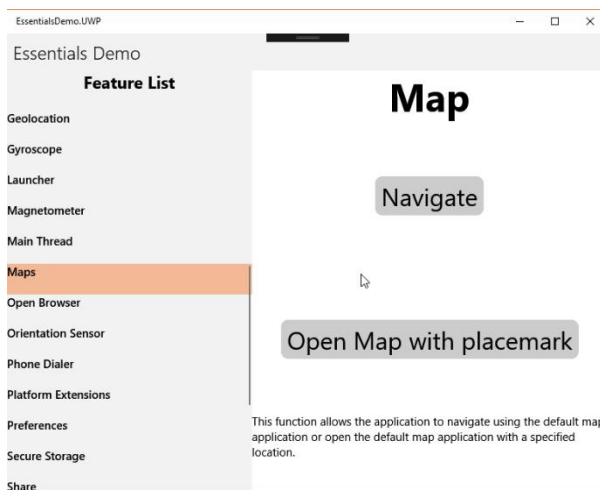 EssentialsDemo.UWP
Essentials Demo
Feature List
Geolocation
Gyroscope
Launcher
Magnetometer
Main Thread
Maps
Open Browser
Orientation Sensor
Phone Dialer
Platform Extensions
Preferences
Secure Storage
Share
Map
Navigate
Open Map with placemark
This function allows the application to navigate using the default map
application or open the default map application with a specified
location.